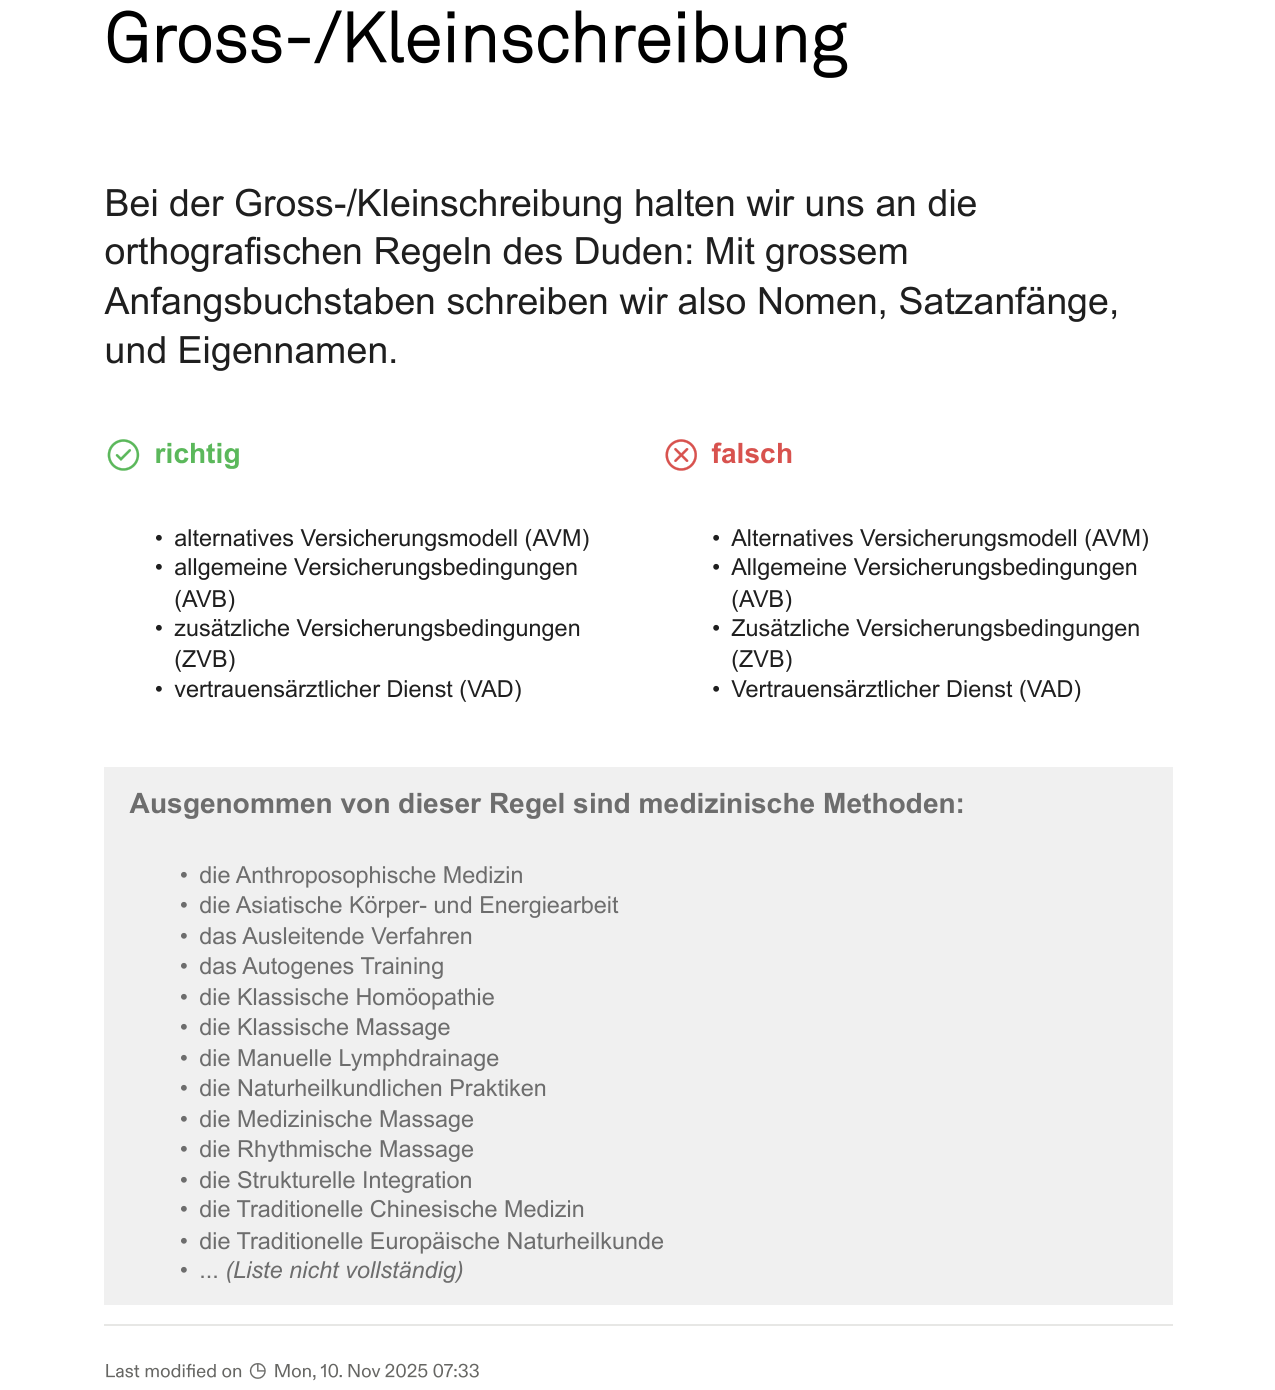 Gross-/Kleinschreibung
Bei der Gross-/Kleinschreibung halten wir uns an die
orthografischen Regeln des Duden: Mit grossem
Anfangsbuchstaben schreiben wir also Nomen, Satzanfänge,
und Eigennamen.
richtig
• alternatives Versicherungsmodell (AVM)
• allgemeine Versicherungsbedingungen
(AVB)
• zusätzliche Versicherungsbedingungen
(ZVB)
• vertrauensärztlicher Dienst (VAD)
falsch
• Alternatives Versicherungsmodell (AVM)
• Allgemeine Versicherungsbedingungen
(AVB)
• Zusätzliche Versicherungsbedingungen
(ZVB)
• Vertrauensärztlicher Dienst (VAD)
Ausgenommen von dieser Regel sind medizinische Methoden:
• die Anthroposophische Medizin
• die Asiatische Körper- und Energiearbeit
• das Ausleitende Verfahren
• das Autogenes Training
• die Klassische Homöopathie
• die Klassische Massage
• die Manuelle Lymphdrainage
• die Naturheilkundlichen Praktiken
• die Medizinische Massage
• die Rhythmische Massage
• die Strukturelle Integration
• die Traditionelle Chinesische Medizin
• die Traditionelle Europäische Naturheilkunde
• ... (Liste nicht vollständig)
Last modified on Mon, 10. Nov 2025 07:33